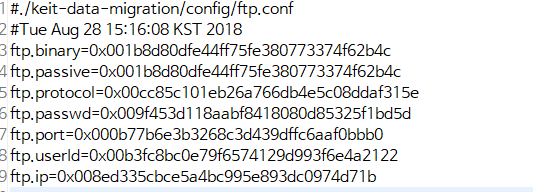 1 #./keit-data-migration/config/ftp.conf
2 #Tue Aug 28 15:16:08 KST 2018
3 ftp.binary=0x001b8d80dfe44ff75fe380773374f62b4c
4 ftp.passive=0x001b8d80dfe44ff75fe380773374f62b4c
5 ftp.protocol=0x00cc85c101eb26a766db4e5c08ddaf315e
6 ftp.passwd=0x009f453d118aabf8418080d85325f1bd5d
7 ftp.port=0x000b77b6e3b3268c3d439dffc6aaf0bbb0
8 ftp.userId=0x00b3fc8bc0e79f6574129d993f6e4a2122
9 ftp.ip=0x008ed335cbce5a4bc995e893dc0974d71b